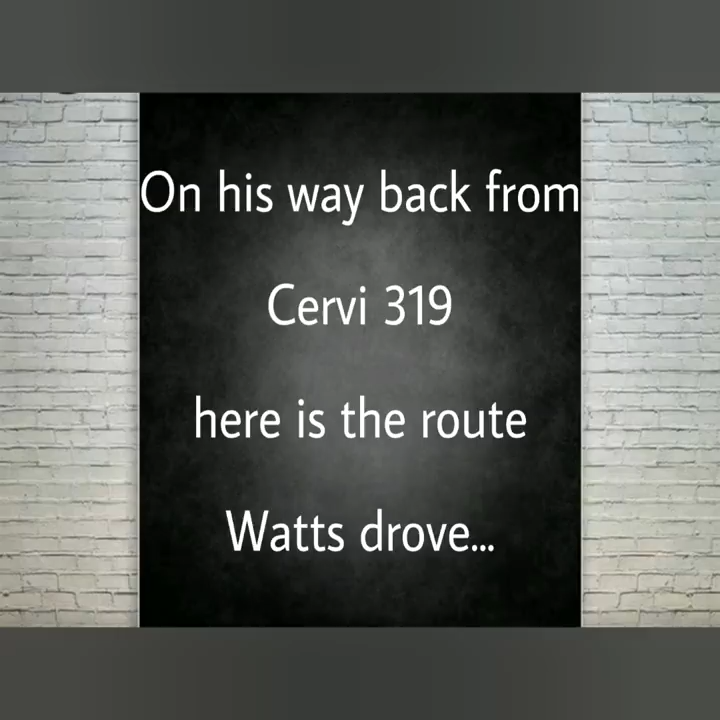 On his way back from
Cervi 319
here is the route
Watts drove...